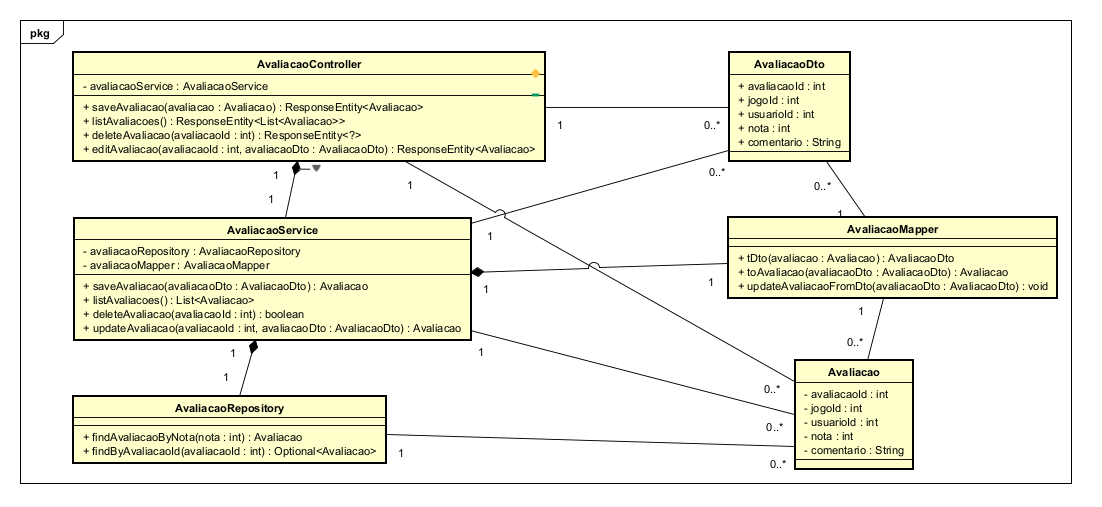 pkg
AvaliacaoController
- avaliacaoService : AvaliacaoService
+ saveAvaliacao(avaliacao : Avaliacao) : ResponseEntity<Avaliacao>
+ listAvaliacoes() : ResponseEntity<List<Avaliacao>>
+ deleteAvaliacao(avaliacaoId : int) : ResponseEntity<?>
+ editAvaliacao(avaliacaoId : int, avaliacaoDto : AvaliacaoDto) : ResponseEntity<Avaliacao>
AvaliacaoDto
+ avaliacaoId : int
+ jogoId : int
+ usuarioId : int
+ nota : int
+ comentario : String
1
0..*
1
1
1
0..*
0..*
1
AvaliacaoService
- avaliacaoRepository : AvaliacaoRepository
- avaliacaoMapper : AvaliacaoMapper
+ saveAvaliacao(avaliacaoDto : AvaliacaoDto) : Avaliacao
+ listAvaliacoes() : List<Avaliacao>
+ deleteAvaliacao(avaliacaoId : int) : boolean
+ updateAvaliacao(avaliacaoId : int, avaliacaoDto : AvaliacaoDto) : Avaliacao
1
AvaliacaoMapper
+ tDto(avaliacao : Avaliacao) : AvaliacaoDto
+ toAvaliacao(avaliacaoDto : AvaliacaoDto) : Avaliacao
+ updateAvaliacaoFromDto(avaliacaoDto : AvaliacaoDto) : void
1
1
1
0..*
1
1
1
AvaliacaoRepository
+ findAvaliacaoByNota(nota : int) : Avaliacao
+ findByAvaliacaoId(avaliacaoId : int) : Optional<Avaliacao>
1
0..*
0..*
0..*
Avaliacao
- avaliacaoId : int
- jogoId : int
- usuarioId : int
- nota : int
- comentario : String